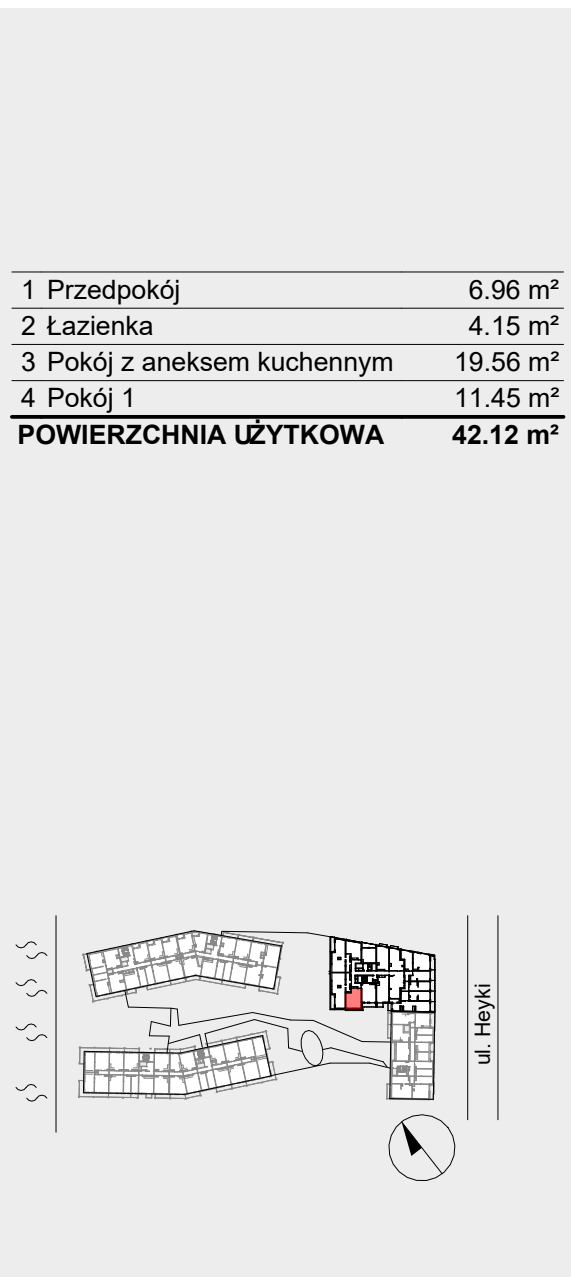 1 Przedpokój 6.96 m²
2 Łazienka 4.15 m²
3 Pokój z aneksem kuchennym 19.56 m²
4 Pokój 1 11.45 m²
POWIERZCHNIA UŻYTKOWA 42.12 m²
ul. Heyki